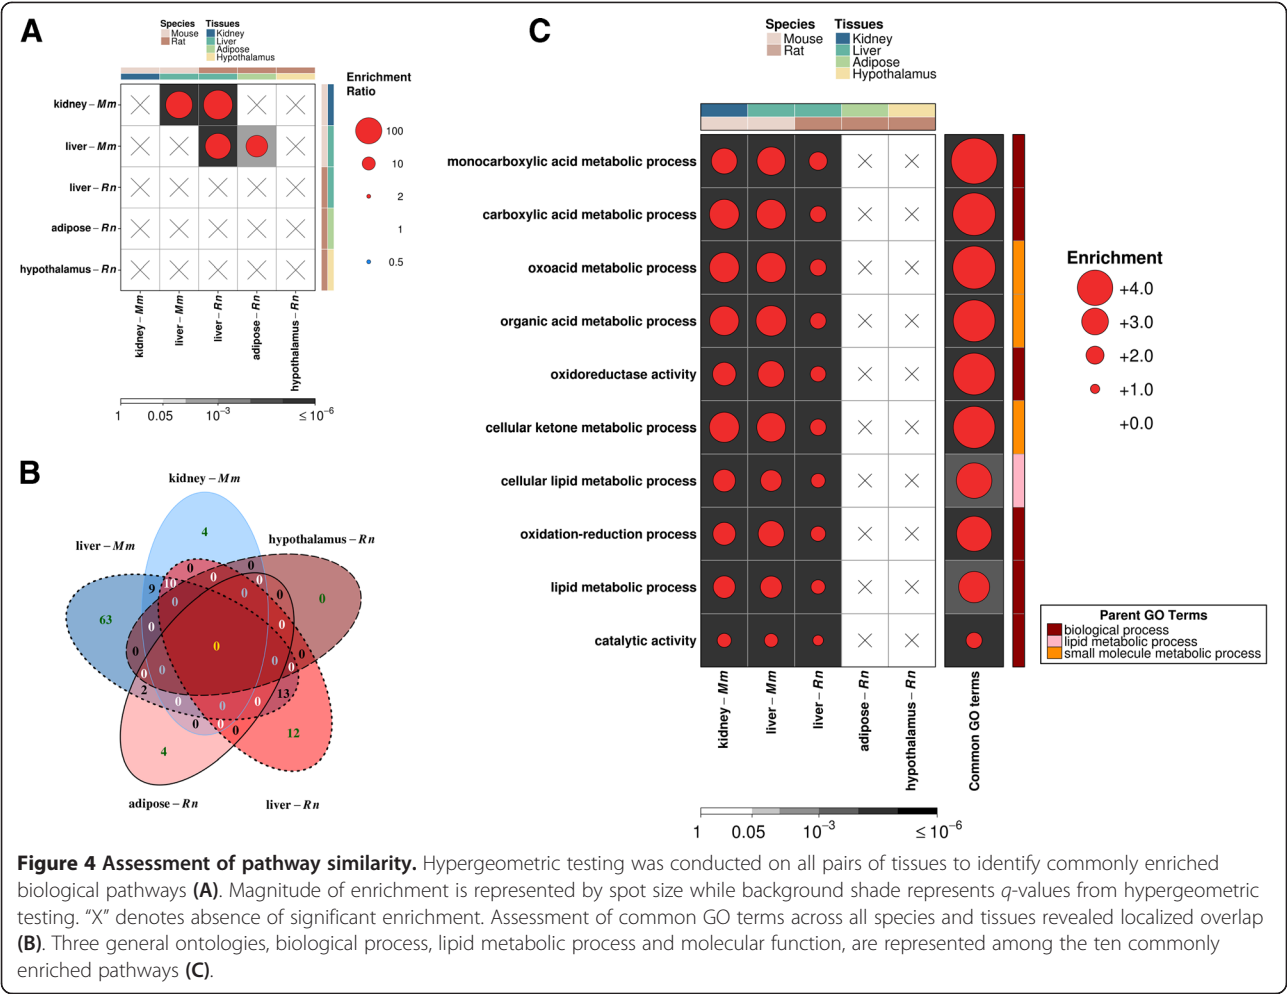 A
Species
Mouse
Rat
Tissues
Kidney
Liver
Adipose
Hypothalamus
kidney – Mm
liver – Mm
liver – Rn
adipose – Rn
hypothalamus – Rn
kidney – Mm
liver – Mm
liver – Rn
adipose – Rn
hypothalamus – Rn
1 0.05 10⁻³ ≤ 10⁻⁶
Enrichment
Ratio
100
10
2
1
0.5
B
kidney – Mm
hypothalamus – Rn
liver – Mm
adipose – Rn
liver – Rn
4
0
0
0
0
9
10
0
0
0
0
0
63
0
0
0
0
0
0
0
0
0
0
2
13
0
0
0
0
0
0
12
4
C
Species
Mouse
Rat
Tissues
Kidney
Liver
Adipose
Hypothalamus
monocarboxylic acid metabolic process
carboxylic acid metabolic process
oxoacid metabolic process
organic acid metabolic process
oxidoreductase activity
cellular ketone metabolic process
cellular lipid metabolic process
oxidation-reduction process
lipid metabolic process
catalytic activity
kidney – Mm
liver – Mm
liver – Rn
adipose – Rn
hypothalamus – Rn
Common GO terms
1 0.05 10⁻³ ≤ 10⁻⁶
Enrichment
+4.0
+3.0
+2.0
+1.0
+0.0
Parent GO Terms
biological process
lipid metabolic process
small molecule metabolic process
Figure 4 Assessment of pathway similarity. Hypergeometric testing was conducted on all pairs of tissues to identify commonly enriched
biological pathways (A). Magnitude of enrichment is represented by spot size while background shade represents q-values from hypergeometric
testing. “X” denotes absence of significant enrichment. Assessment of common GO terms across all species and tissues revealed localized overlap
(B). Three general ontologies, biological process, lipid metabolic process and molecular function, are represented among the ten commonly
enriched pathways (C).